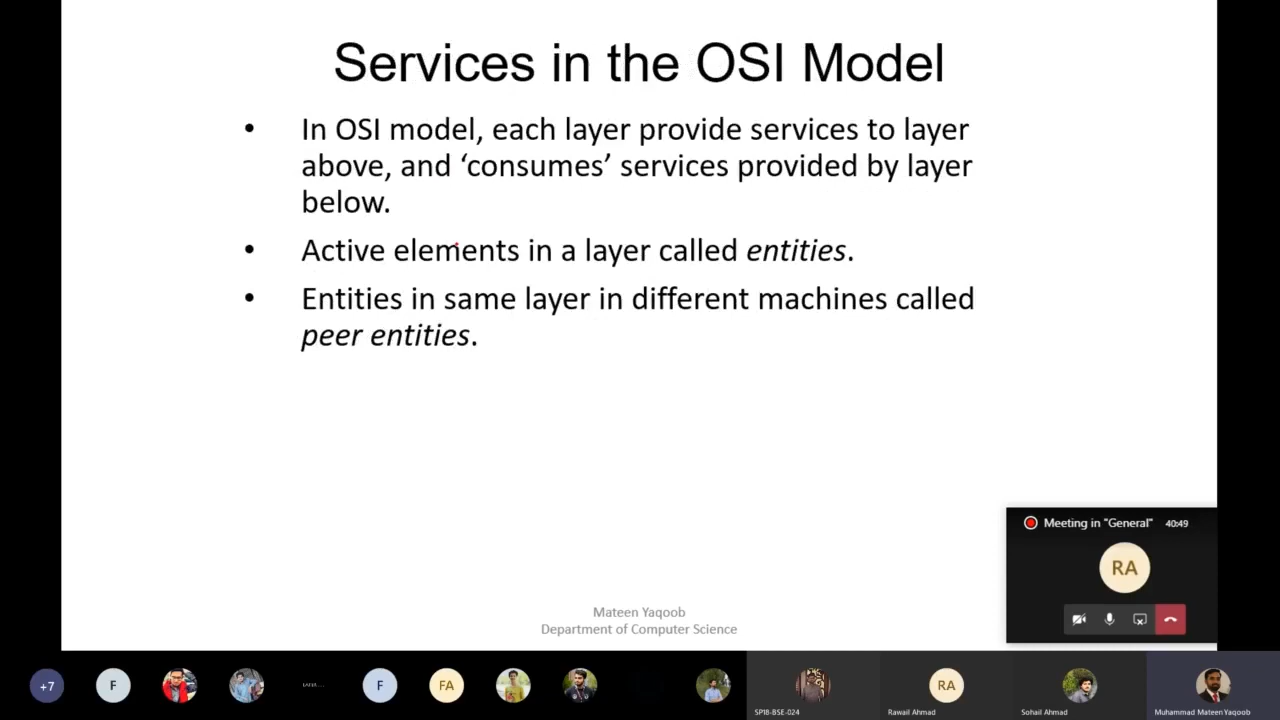 Services in the OSI Model
• In OSI model, each layer provide services to layer
above, and ‘consumes’ services provided by layer
below.
• Active elements in a layer called entities.
• Entities in same layer in different machines called
peer entities.
Meeting in "General" 40:49
RA
Mateen Yaqoob
Department of Computer Science
+7
F
F
FA
RA
SP18-BSE-024
Rawail Ahmad
Sohail Ahmad
Muhammad Mateen Yaqoob